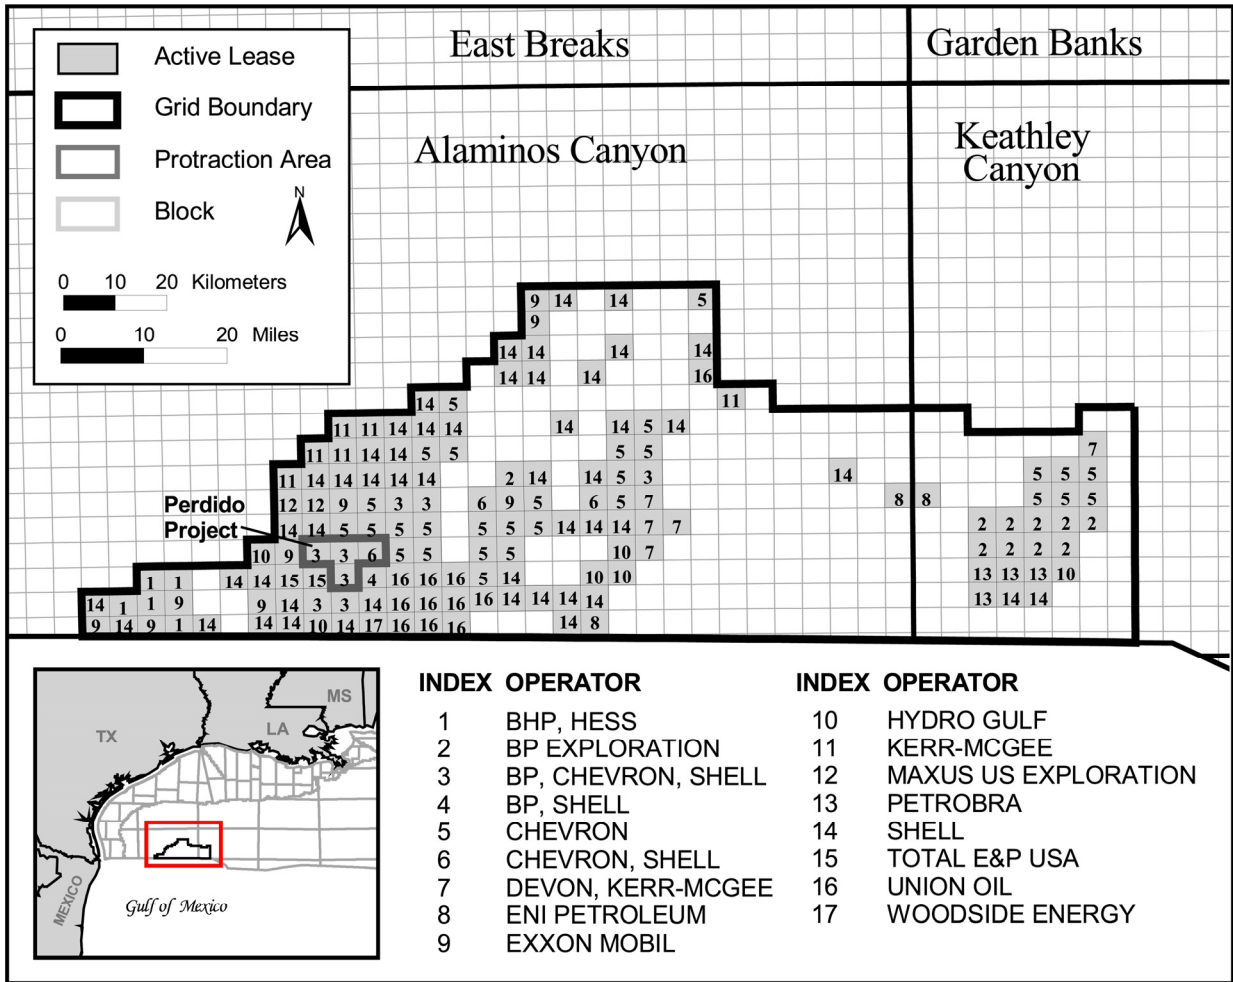 East Breaks
Garden Banks
Active Lease
Grid Boundary
Protraction Area
Block
N
0 10 20 Kilometers
0 10 20 Miles
Alaminos Canyon
Keathley
Canyon
9 14 14 5
9
14 14 14 14
14 14 14 16
14 5 11
11 11 14 14 14 14 14 5 14
11 11 14 14 5 5 5 5 7
11 14 14 14 14 14 2 14 14 5 3 14 5 5 5
12 12 9 5 3 3 6 9 5 6 5 7 8 8 5 5 5
Perdido
Project
14 14 5 5 5 5 5 5 5 14 14 14 7 7 2 2 2 2 2
10 9 3 3 6 5 5 5 5 10 7 2 2 2 2
1 1 14 14 15 15 3 4 16 16 16 5 14 10 10 13 13 13 10
14 1 1 9 9 14 3 3 14 16 16 16 16 14 14 14 14 13 14 14
9 14 9 1 14 14 14 10 14 17 16 16 16 14 8
TX
LA
MS
MEXICO
Gulf of Mexico
INDEX OPERATOR
1 BHP, HESS
2 BP EXPLORATION
3 BP, CHEVRON, SHELL
4 BP, SHELL
5 CHEVRON
6 CHEVRON, SHELL
7 DEVON, KERR-MCGEE
8 ENI PETROLEUM
9 EXXON MOBIL
INDEX OPERATOR
10 HYDRO GULF
11 KERR-MCGEE
12 MAXUS US EXPLORATION
13 PETROBRA
14 SHELL
15 TOTAL E&P USA
16 UNION OIL
17 WOODSIDE ENERGY